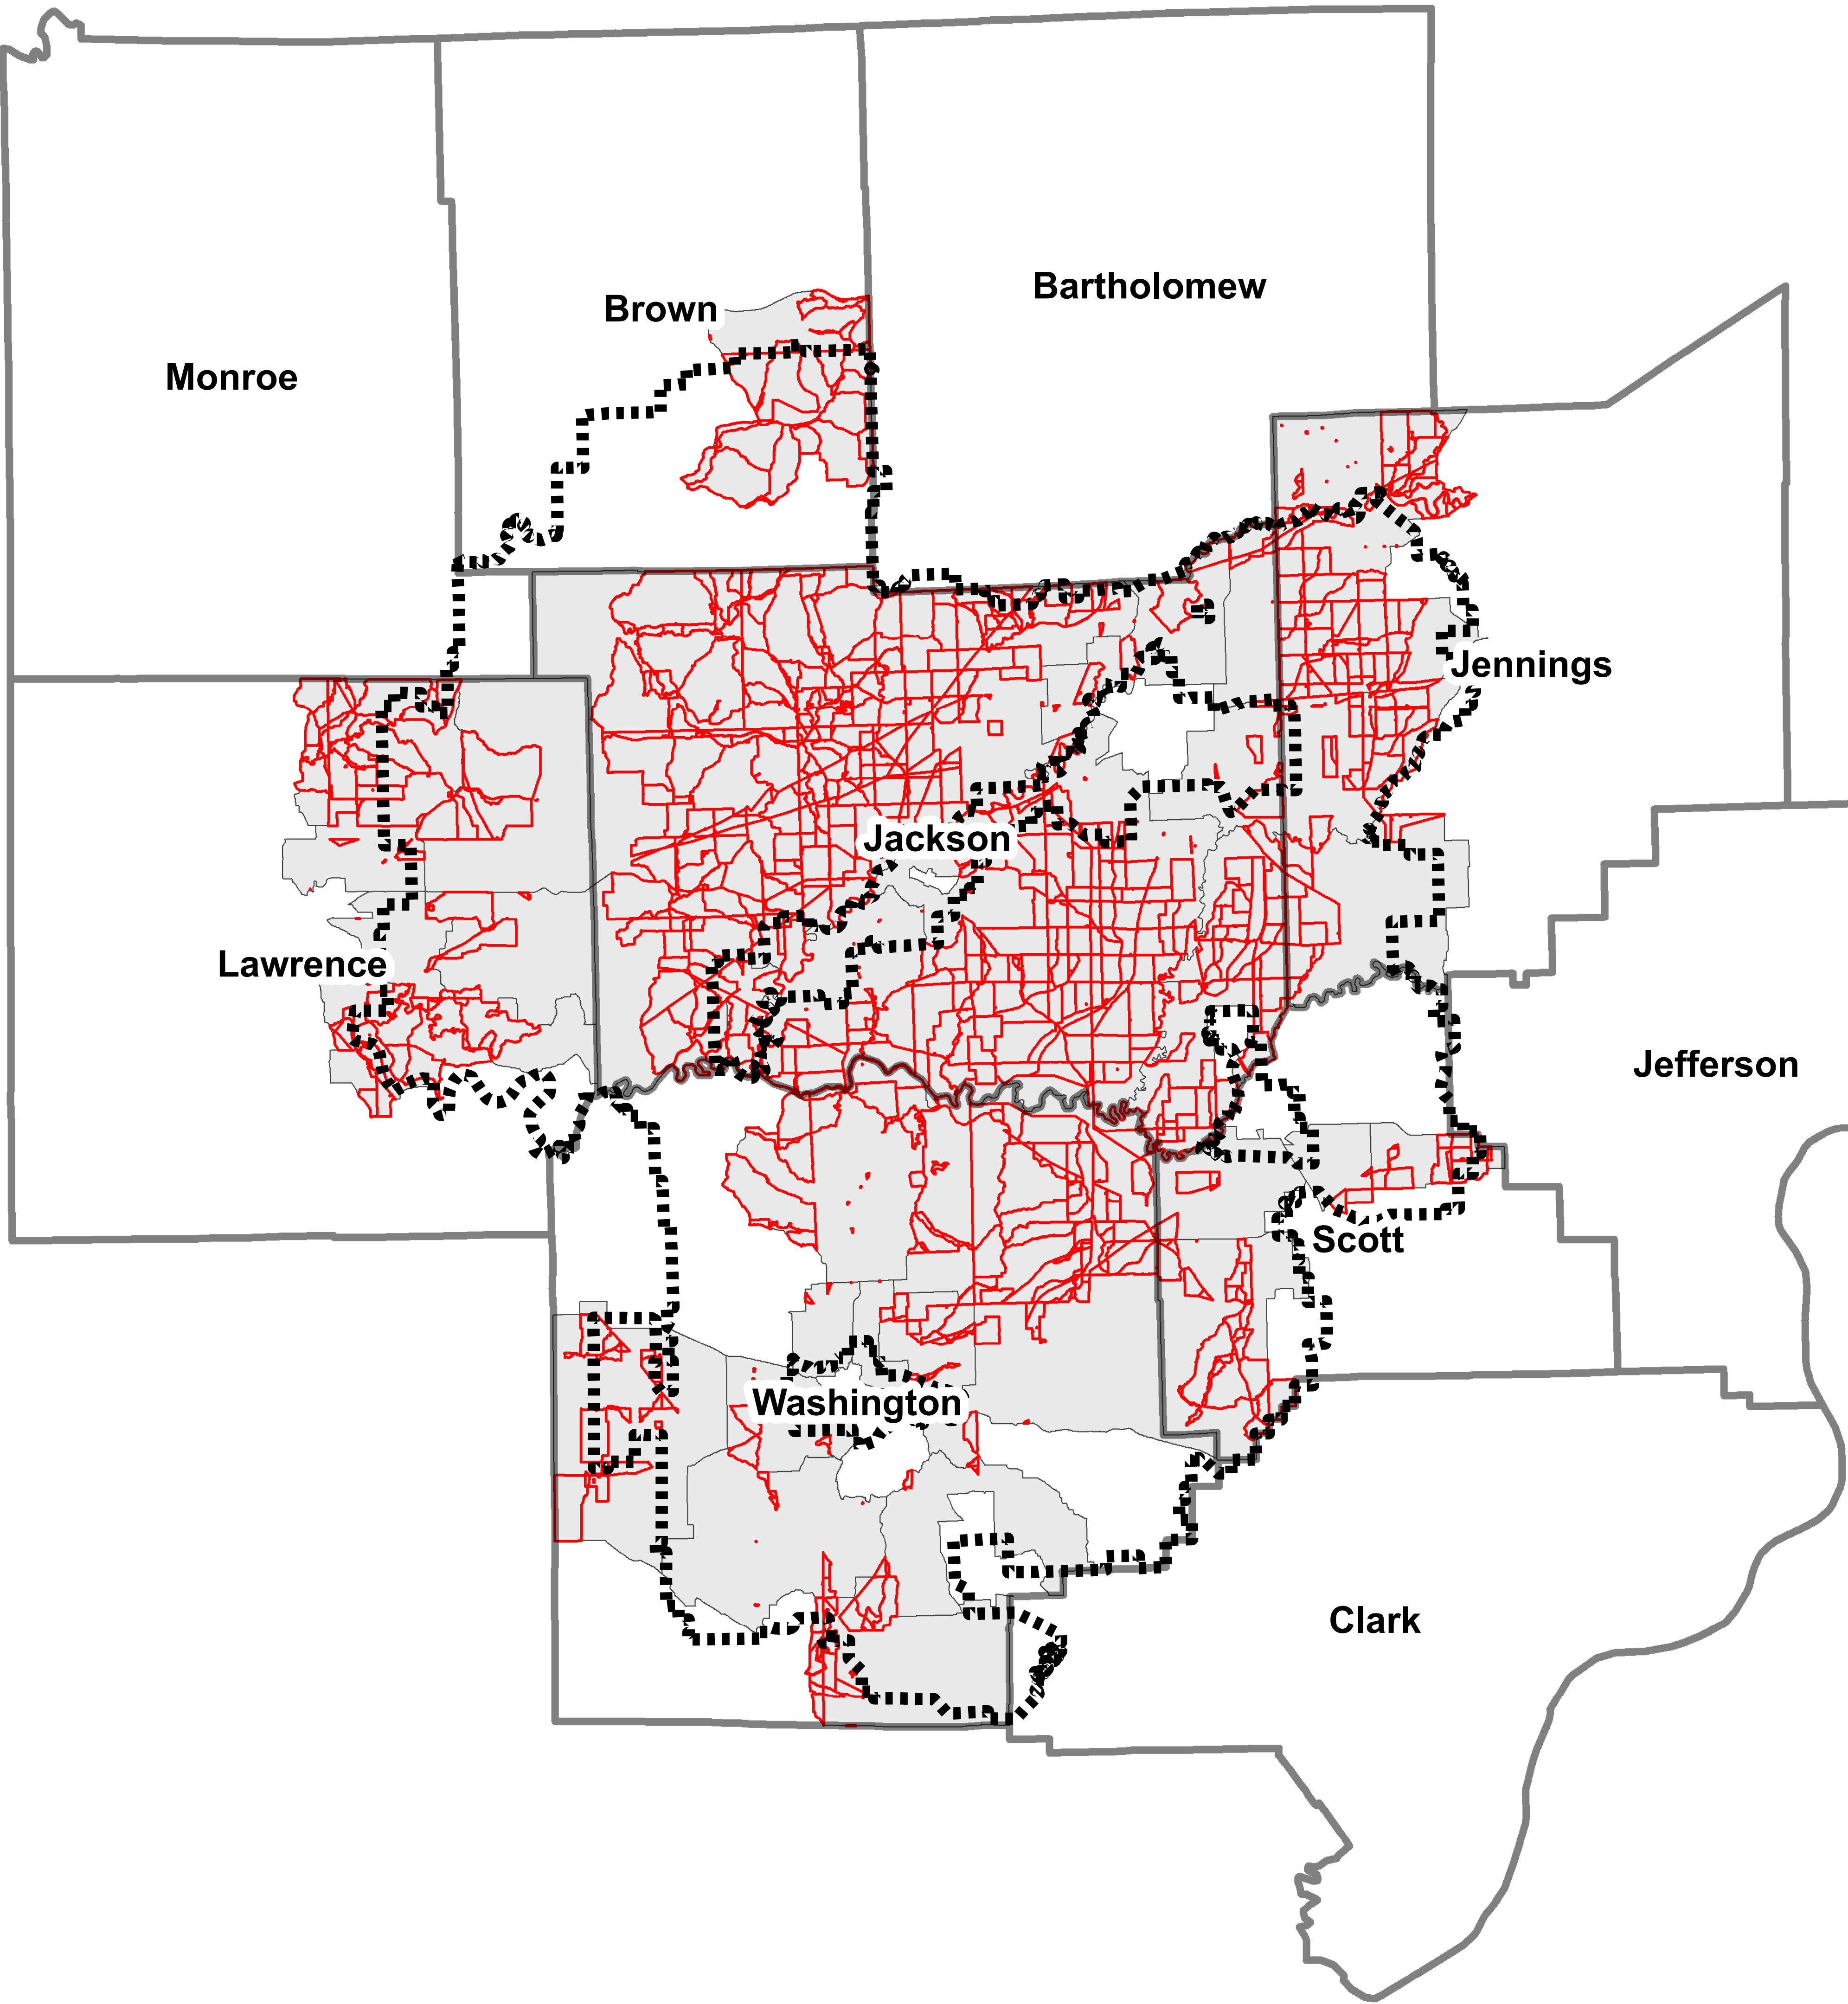 Bartholomew
Brown
Monroe
Jennings
Jackson
Lawrence
Jefferson
Scott
Washington
Clark